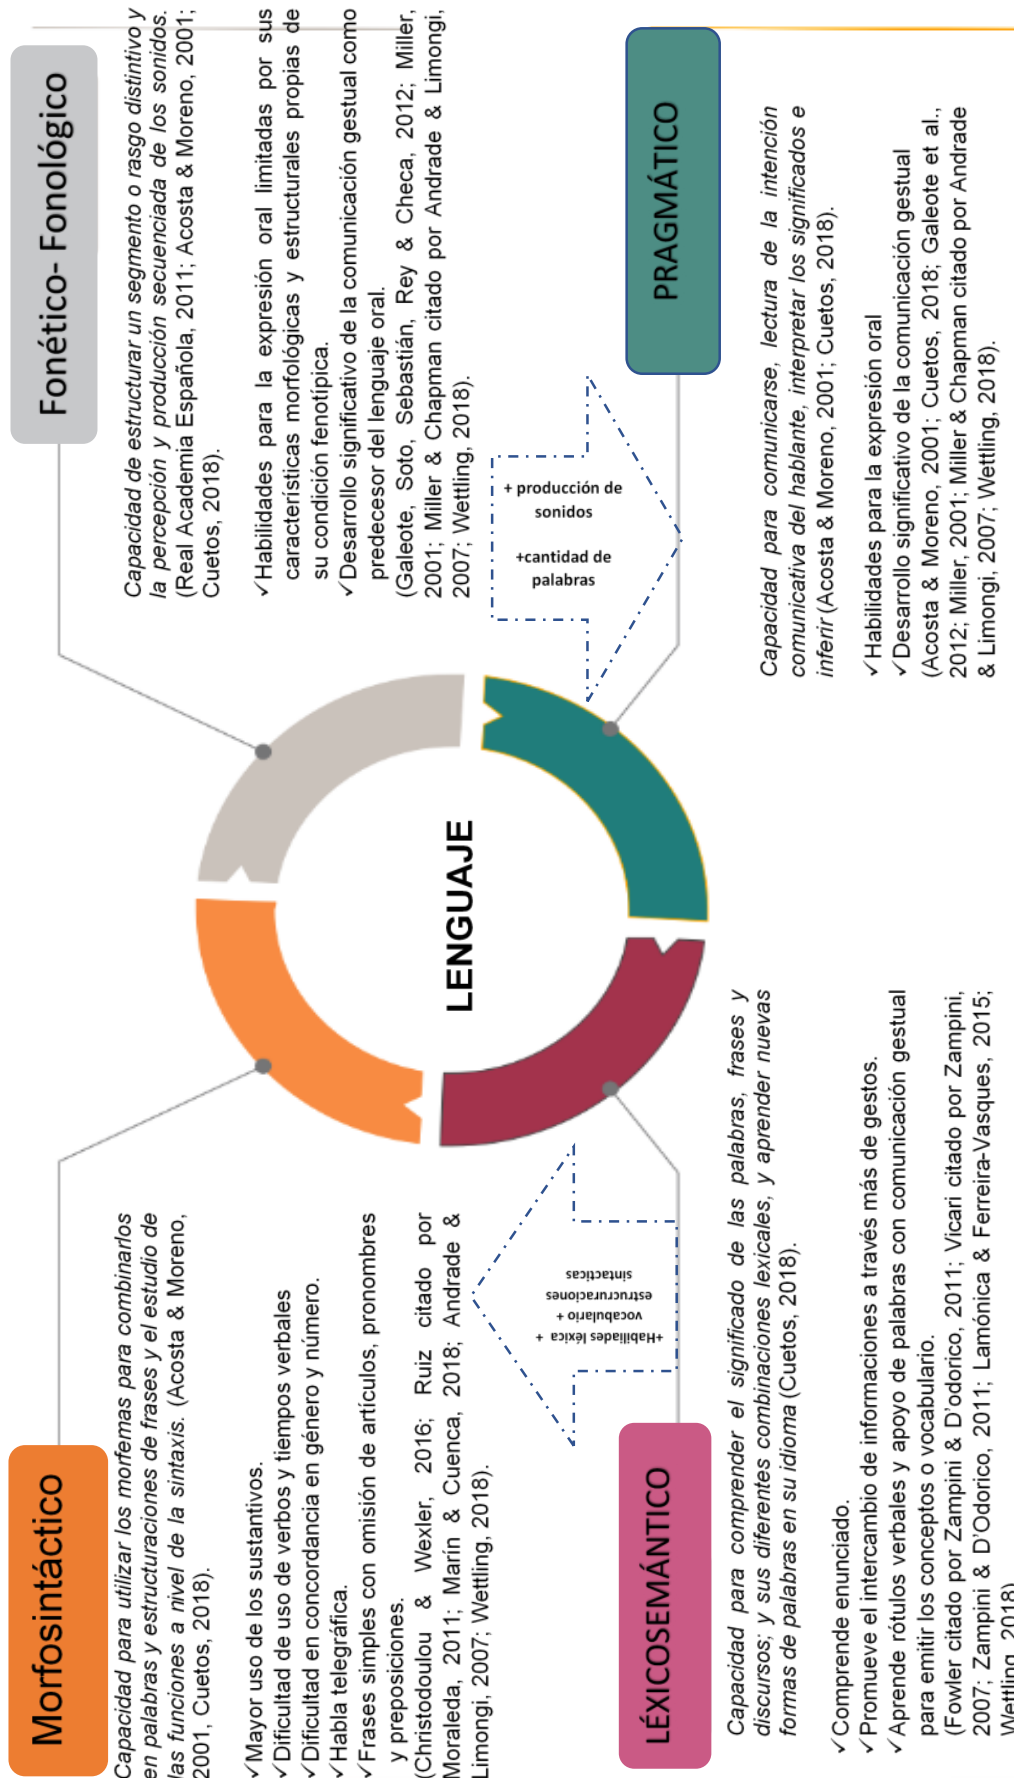 Morfosintáctico
Capacidad para utilizar los morfemas para combinarlos
en palabras y estructuraciones de frases y el estudio de
las funciones a nivel de la sintaxis. (Acosta & Moreno,
2001, Cuetos, 2018).
✓Mayor uso de los sustantivos.
✓Dificultad de uso de verbos y tiempos verbales
✓Dificultad en concordancia en género y número.
✓Habla telegráfica.
✓Frases simples con omisión de artículos, pronombres
y preposiciones.
(Christodoulou & Wexler, 2016; Ruiz citado por
Moraleda, 2011; Marín & Cuenca, 2018; Andrade &
Limongi, 2007; Wettling, 2018).
Fonético- Fonológico
Capacidad de estructurar un segmento o rasgo distintivo y
la percepción y producción secuenciada de los sonidos.
(Real Academia Española, 2011; Acosta & Moreno, 2001;
Cuetos, 2018).
✓Habilidades para la expresión oral limitadas por sus
características morfológicas y estructurales propias de
su condición fenotípica.
✓Desarrollo significativo de la comunicación gestual como
predecesor del lenguaje oral.
(Galeote, Soto, Sebastián, Rey & Checa, 2012; Miller,
2001; Miller & Chapman citado por Andrade & Limongi,
2007; Wettling, 2018).
LENGUAJE
+ producción de
sonidos
+cantidad de
palabras
+Habiliades léxica +
vocabulario +
estrucruraciones
sintacticas
LÉXICOSEMÁNTICO
Capacidad para comprender el significado de las palabras, frases y
discursos; y sus diferentes combinaciones lexicales, y aprender nuevas
formas de palabras en su idioma (Cuetos, 2018).
✓Comprende enunciado.
✓Promueve el intercambio de informaciones a través más de gestos.
✓Aprende rótulos verbales y apoyo de palabras con comunicación gestual
para emitir los conceptos o vocabulario.
(Fowler citado por Zampini & D'odorico, 2011; Vicari citado por Zampini,
2007; Zampini & D'Odorico, 2011; Lamónica & Ferreira-Vasques, 2015;
Wettling, 2018)
PRAGMÁTICO
Capacidad para comunicarse, lectura de la intención
comunicativa del hablante, interpretar los significados e
inferir (Acosta & Moreno, 2001; Cuetos, 2018).
✓Habilidades para la expresión oral
✓Desarrollo significativo de la comunicación gestual
(Acosta & Moreno, 2001; Cuetos, 2018; Galeote et al.,
2012; Miller, 2001; Miller & Chapman citado por Andrade
& Limongi, 2007; Wettling, 2018).